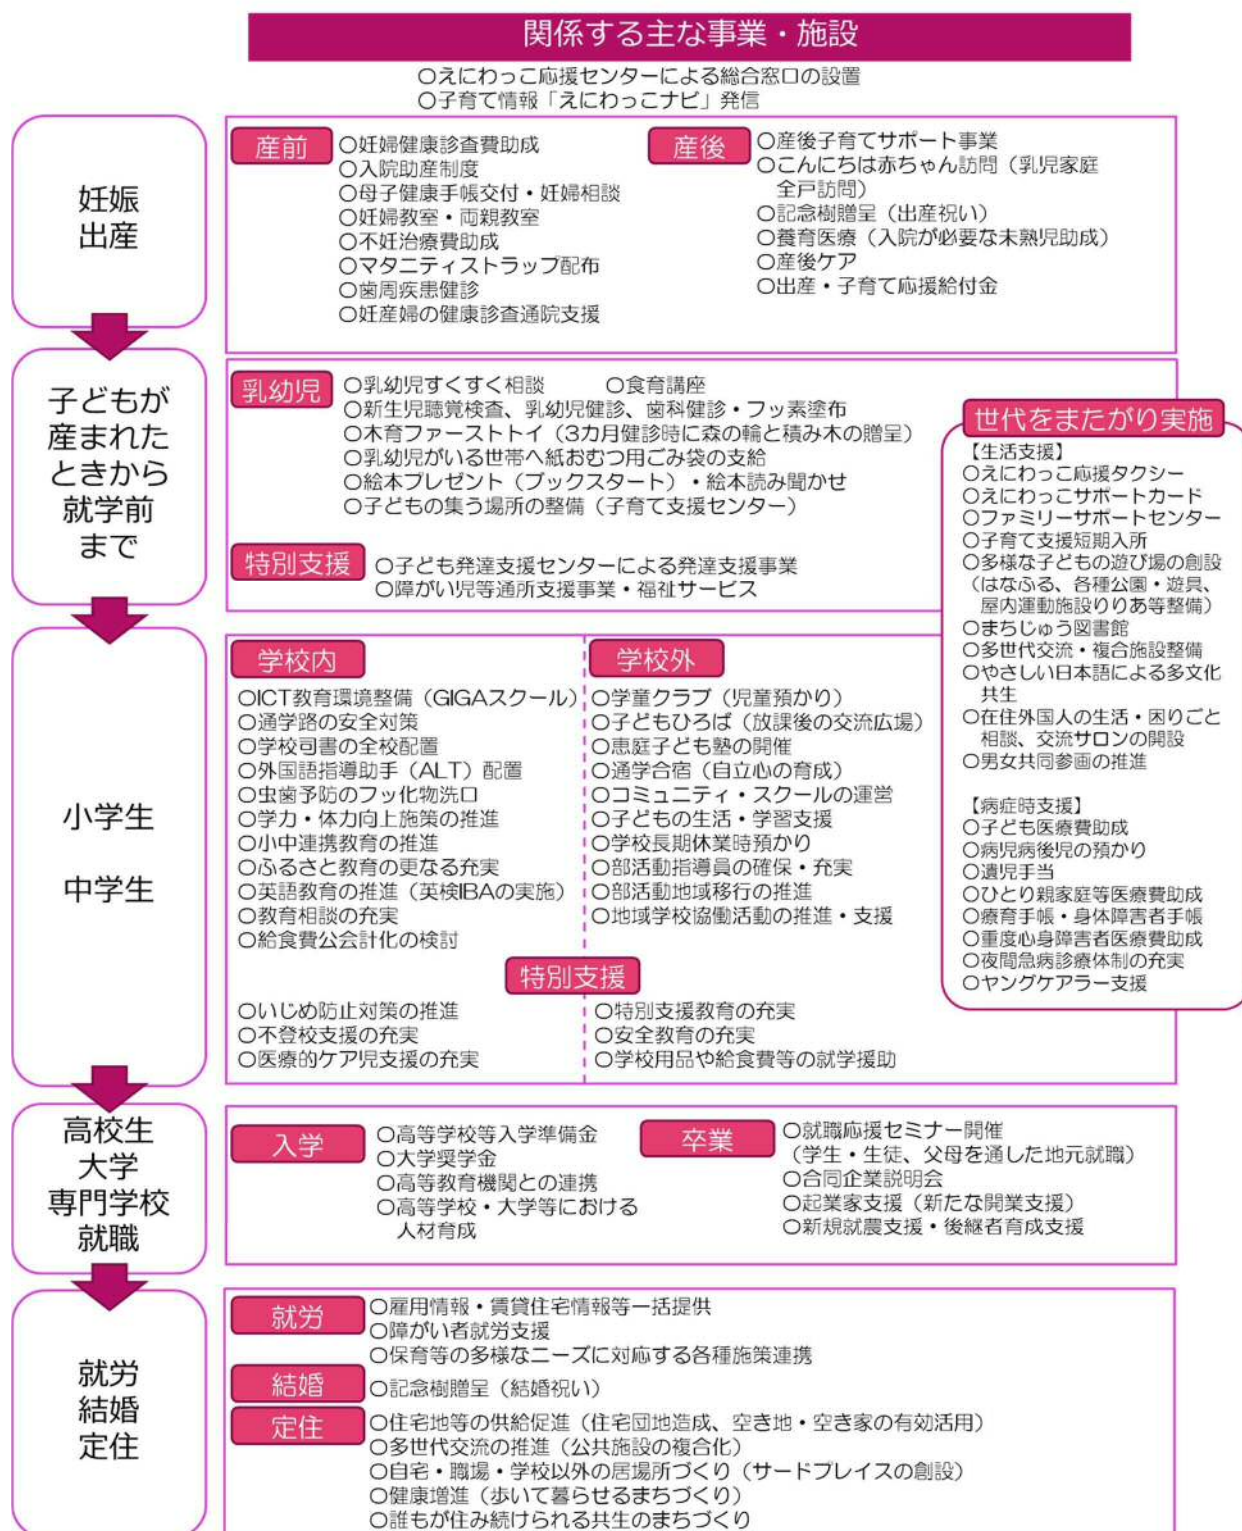 関係する主な事業・施設
○えにわっこ応援センターによる総合窓口の設置
○子育て情報「えにわっこナビ」発信
妊娠
出産
産前
○妊婦健康診査費助成
○入院助産制度
○母子健康手帳交付・妊婦相談
○妊婦教室・両親教室
○不妊治療費助成
○マタニティストラップ配布
○歯周疾患健診
○妊産婦の健康診査通院支援
産後
○産後子育てサポート事業
○こんにちは赤ちゃん訪問（乳児家庭
全戸訪問）
○記念樹贈呈（出産祝い）
○養育医療（入院が必要な未熟児助成）
○産後ケア
○出産・子育て応援給付金
子どもが
産まれた
ときから
就学前
まで
乳幼児
○乳幼児すくすく相談　○食育講座
○新生児聴覚検査、乳幼児健診、歯科健診・フッ素塗布
○木育ファーストトイ（3カ月健診時に森の輪と積み木の贈呈）
○乳幼児がいる世帯へ紙おむつ用ごみ袋の支給
○絵本プレゼント（ブックスタート）・絵本読み聞かせ
○子どもの集う場所の整備（子育て支援センター）
特別支援
○子ども発達支援センターによる発達支援事業
○障がい児等通所支援事業・福祉サービス
世代をまたがり実施
【生活支援】
○えにわっこ応援タクシー
○えにわっこサポートカード
○ファミリーサポートセンター
○子育て支援短期入所
○多様な子どもの遊び場の創設
（はなふる、各種公園・遊具、
屋内運動施設りりあ等整備）
○まちじゅう図書館
○多世代交流・複合施設整備
○やさしい日本語による多文化
共生
○在住外国人の生活・困りごと
相談、交流サロンの開設
○男女共同参画の推進
【病症時支援】
○子ども医療費助成
○病児病後児の預かり
○遺児手当
○ひとり親家庭等医療費助成
○療育手帳・身体障害者手帳
○重度心身障害者医療費助成
○夜間急病診療体制の充実
○ヤングケアラー支援
小学生
中学生
学校内
○ICT教育環境整備（GIGAスクール）
○通学路の安全対策
○学校司書の全校配置
○外国語指導助手（ALT）配置
○虫歯予防のフッ化物洗口
○学力・体力向上施策の推進
○小中連携教育の推進
○ふるさと教育の更なる充実
○英語教育の推進（英検IBAの実施）
○教育相談の充実
○給食費公会計化の検討
学校外
○学童クラブ（児童預かり）
○子どもひろば（放課後の交流広場）
○恵庭子ども塾の開催
○通学合宿（自立心の育成）
○コミュニティ・スクールの運営
○子どもの生活・学習支援
○学校長期休業時預かり
○部活動指導員の確保・充実
○部活動地域移行の推進
○地域学校協働活動の推進・支援
特別支援
○いじめ防止対策の推進
○不登校支援の充実
○医療的ケア児支援の充実
○特別支援教育の充実
○安全教育の充実
○学校用品や給食費等の就学援助
高校生
大学
専門学校
就職
入学
○高等学校等入学準備金
○大学奨学金
○高等教育機関との連携
○高等学校・大学等における
人材育成
卒業
○就職応援セミナー開催
（学生・生徒、父母を通した地元就職）
○合同企業説明会
○起業家支援（新たな開業支援）
○新規就農支援・後継者育成支援
就労
結婚
定住
就労
○雇用情報・賃貸住宅情報等一括提供
○障がい者就労支援
○保育等の多様なニーズに対応する各種施策連携
結婚
○記念樹贈呈（結婚祝い）
定住
○住宅地等の供給促進（住宅団地造成、空き地・空き家の有効活用）
○多世代交流の推進（公共施設の複合化）
○自宅・職場・学校以外の居場所づくり（サードプレイスの創設）
○健康増進（歩いて暮らせるまちづくり）
○誰もが住み続けられる共生のまちづくり